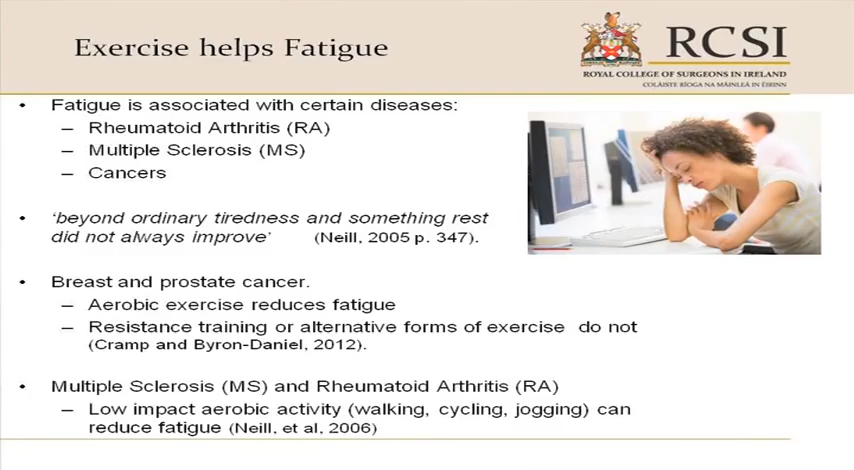 Exercise helps Fatigue
RCSI
ROYAL COLLEGE OF SURGEONS IN IRELAND
COLÁISTE RÍOGA NA MÁINLEÁ IN ÉIRINN
• Fatigue is associated with certain diseases:
– Rheumatoid Arthritis (RA)
– Multiple Sclerosis (MS)
– Cancers
• ‘beyond ordinary tiredness and something rest
did not always improve’ (Neill, 2005 p. 347).
• Breast and prostate cancer.
– Aerobic exercise reduces fatigue
– Resistance training or alternative forms of exercise do not
(Cramp and Byron-Daniel, 2012).
• Multiple Sclerosis (MS) and Rheumatoid Arthritis (RA)
– Low impact aerobic activity (walking, cycling, jogging) can
reduce fatigue (Neill, et al, 2006)